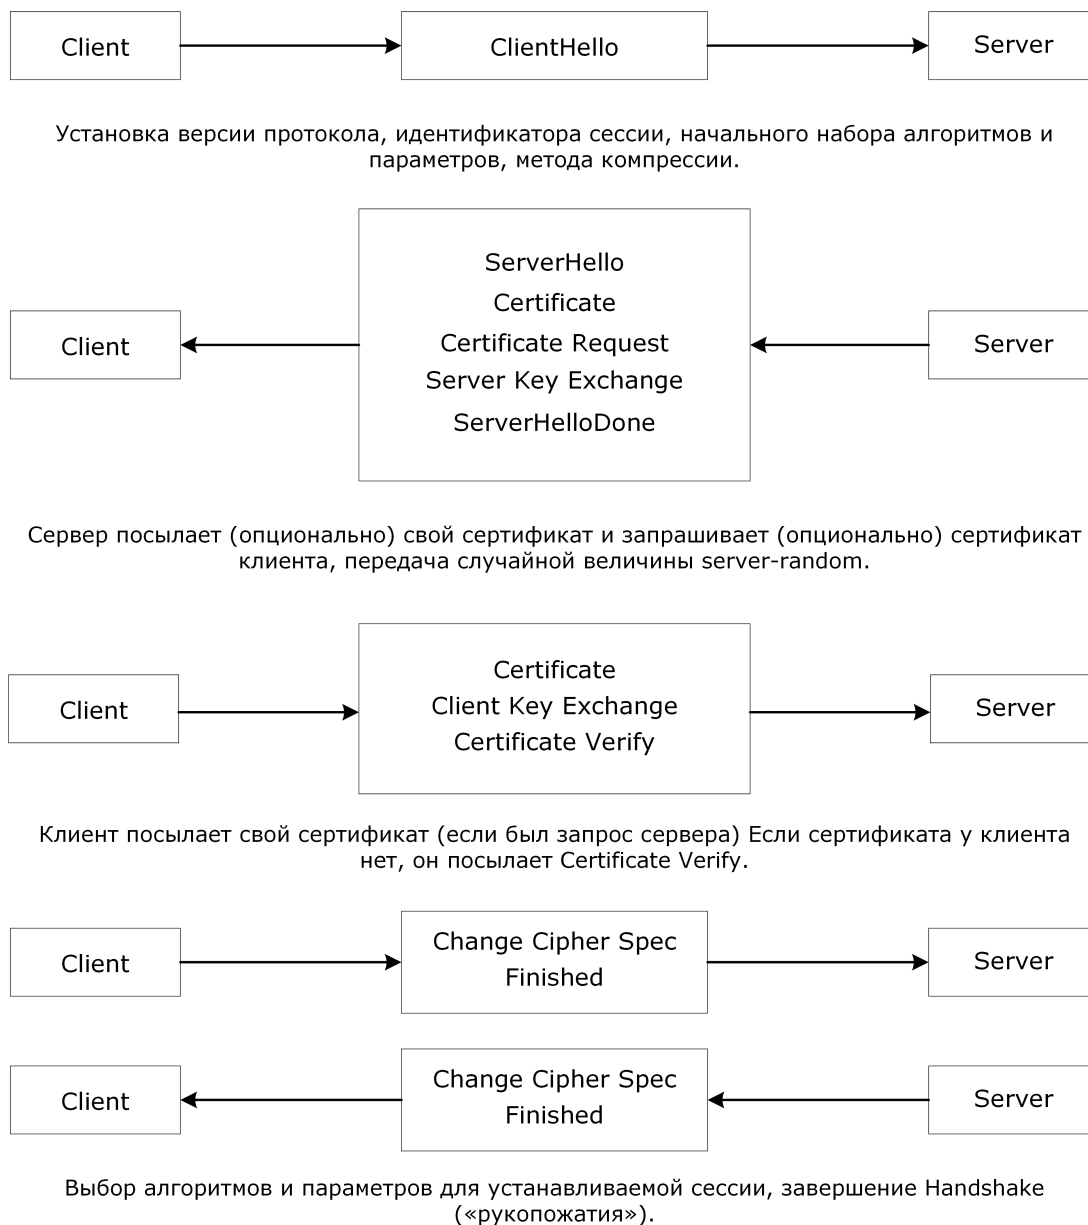 Client
ClientHello
Server
Установка версии протокола, идентификатора сессии, начального набора алгоритмов и
параметров, метода компрессии.
ServerHello
Certificate
Certificate Request
Server Key Exchange
ServerHelloDone
Client
Server
Сервер посылает (опционально) свой сертификат и запрашивает (опционально) сертификат
клиента, передача случайной величины server-random.
Certificate
Client Key Exchange
Certificate Verify
Client
Server
Клиент посылает свой сертификат (если был запрос сервера) Если сертификата у клиента
нет, он посылает Certificate Verify.
Client
Change Cipher Spec
Finished
Server
Client
Change Cipher Spec
Finished
Server
Выбор алгоритмов и параметров для устанавливаемой сессии, завершение Handshake
(«рукопожатия»).